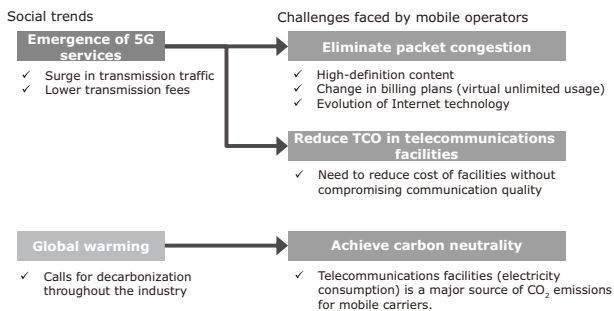 Social trends
Challenges faced by mobile operators
Emergence of 5G
services
✓ Surge in transmission traffic
✓ Lower transmission fees
Eliminate packet congestion
✓ High-definition content
✓ Change in billing plans (virtual unlimited usage)
✓ Evolution of Internet technology
Reduce TCO in telecommunications
facilities
✓ Need to reduce cost of facilities without
compromising communication quality
Global warming
✓ Calls for decarbonization
throughout the industry
Achieve carbon neutrality
✓ Telecommunications facilities (electricity
consumption) is a major source of CO₂ emissions
for mobile carriers.